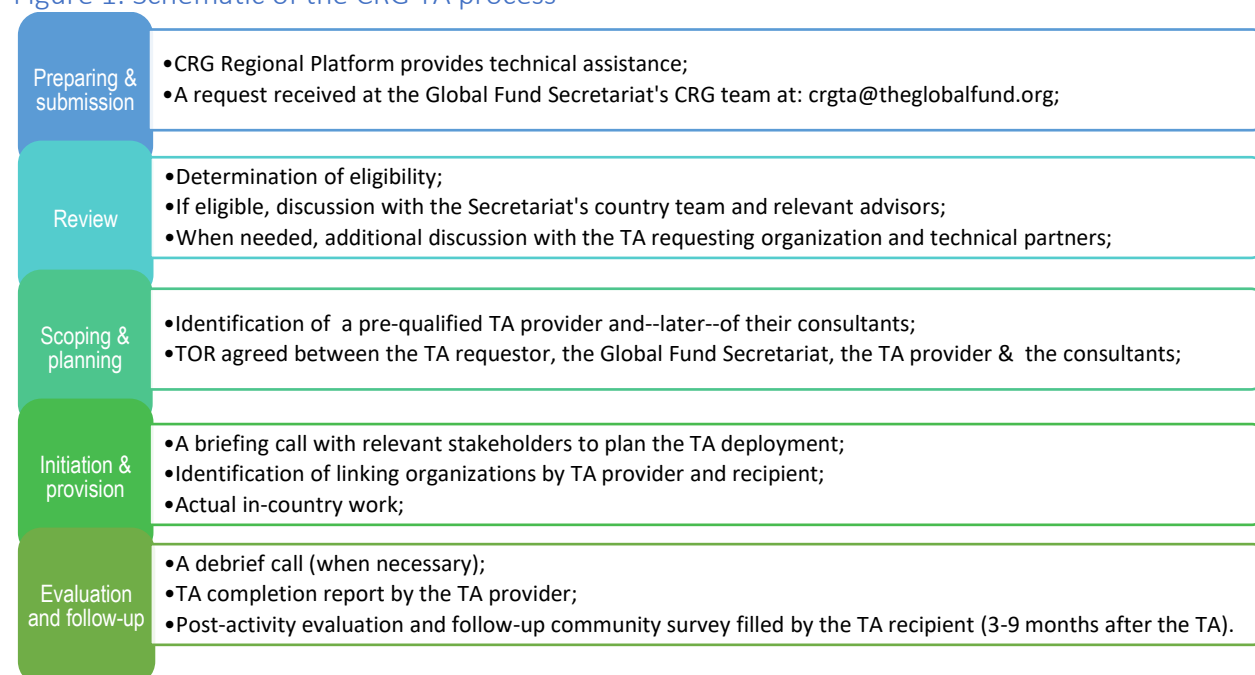 Figure 1: Schematic of the CRG TA process
Preparing &
submission
•CRG Regional Platform provides technical assistance;
•A request received at the Global Fund Secretariat's CRG team at: crgta@theglobalfund.org;
Review
•Determination of eligibility;
•If eligible, discussion with the Secretariat's country team and relevant advisors;
•When needed, additional discussion with the TA requesting organization and technical partners;
Scoping &
planning
•Identification of  a pre-qualified TA provider and--later--of their consultants;
•TOR agreed between the TA requestor, the Global Fund Secretariat, the TA provider &  the consultants;
Initiation &
provision
•A briefing call with relevant stakeholders to plan the TA deployment;
•Identification of linking organizations by TA provider and recipient;
•Actual in-country work;
Evaluation
and follow-up
•A debrief call (when necessary);
•TA completion report by the TA provider;
•Post-activity evaluation and follow-up community survey filled by the TA recipient (3-9 months after the TA).